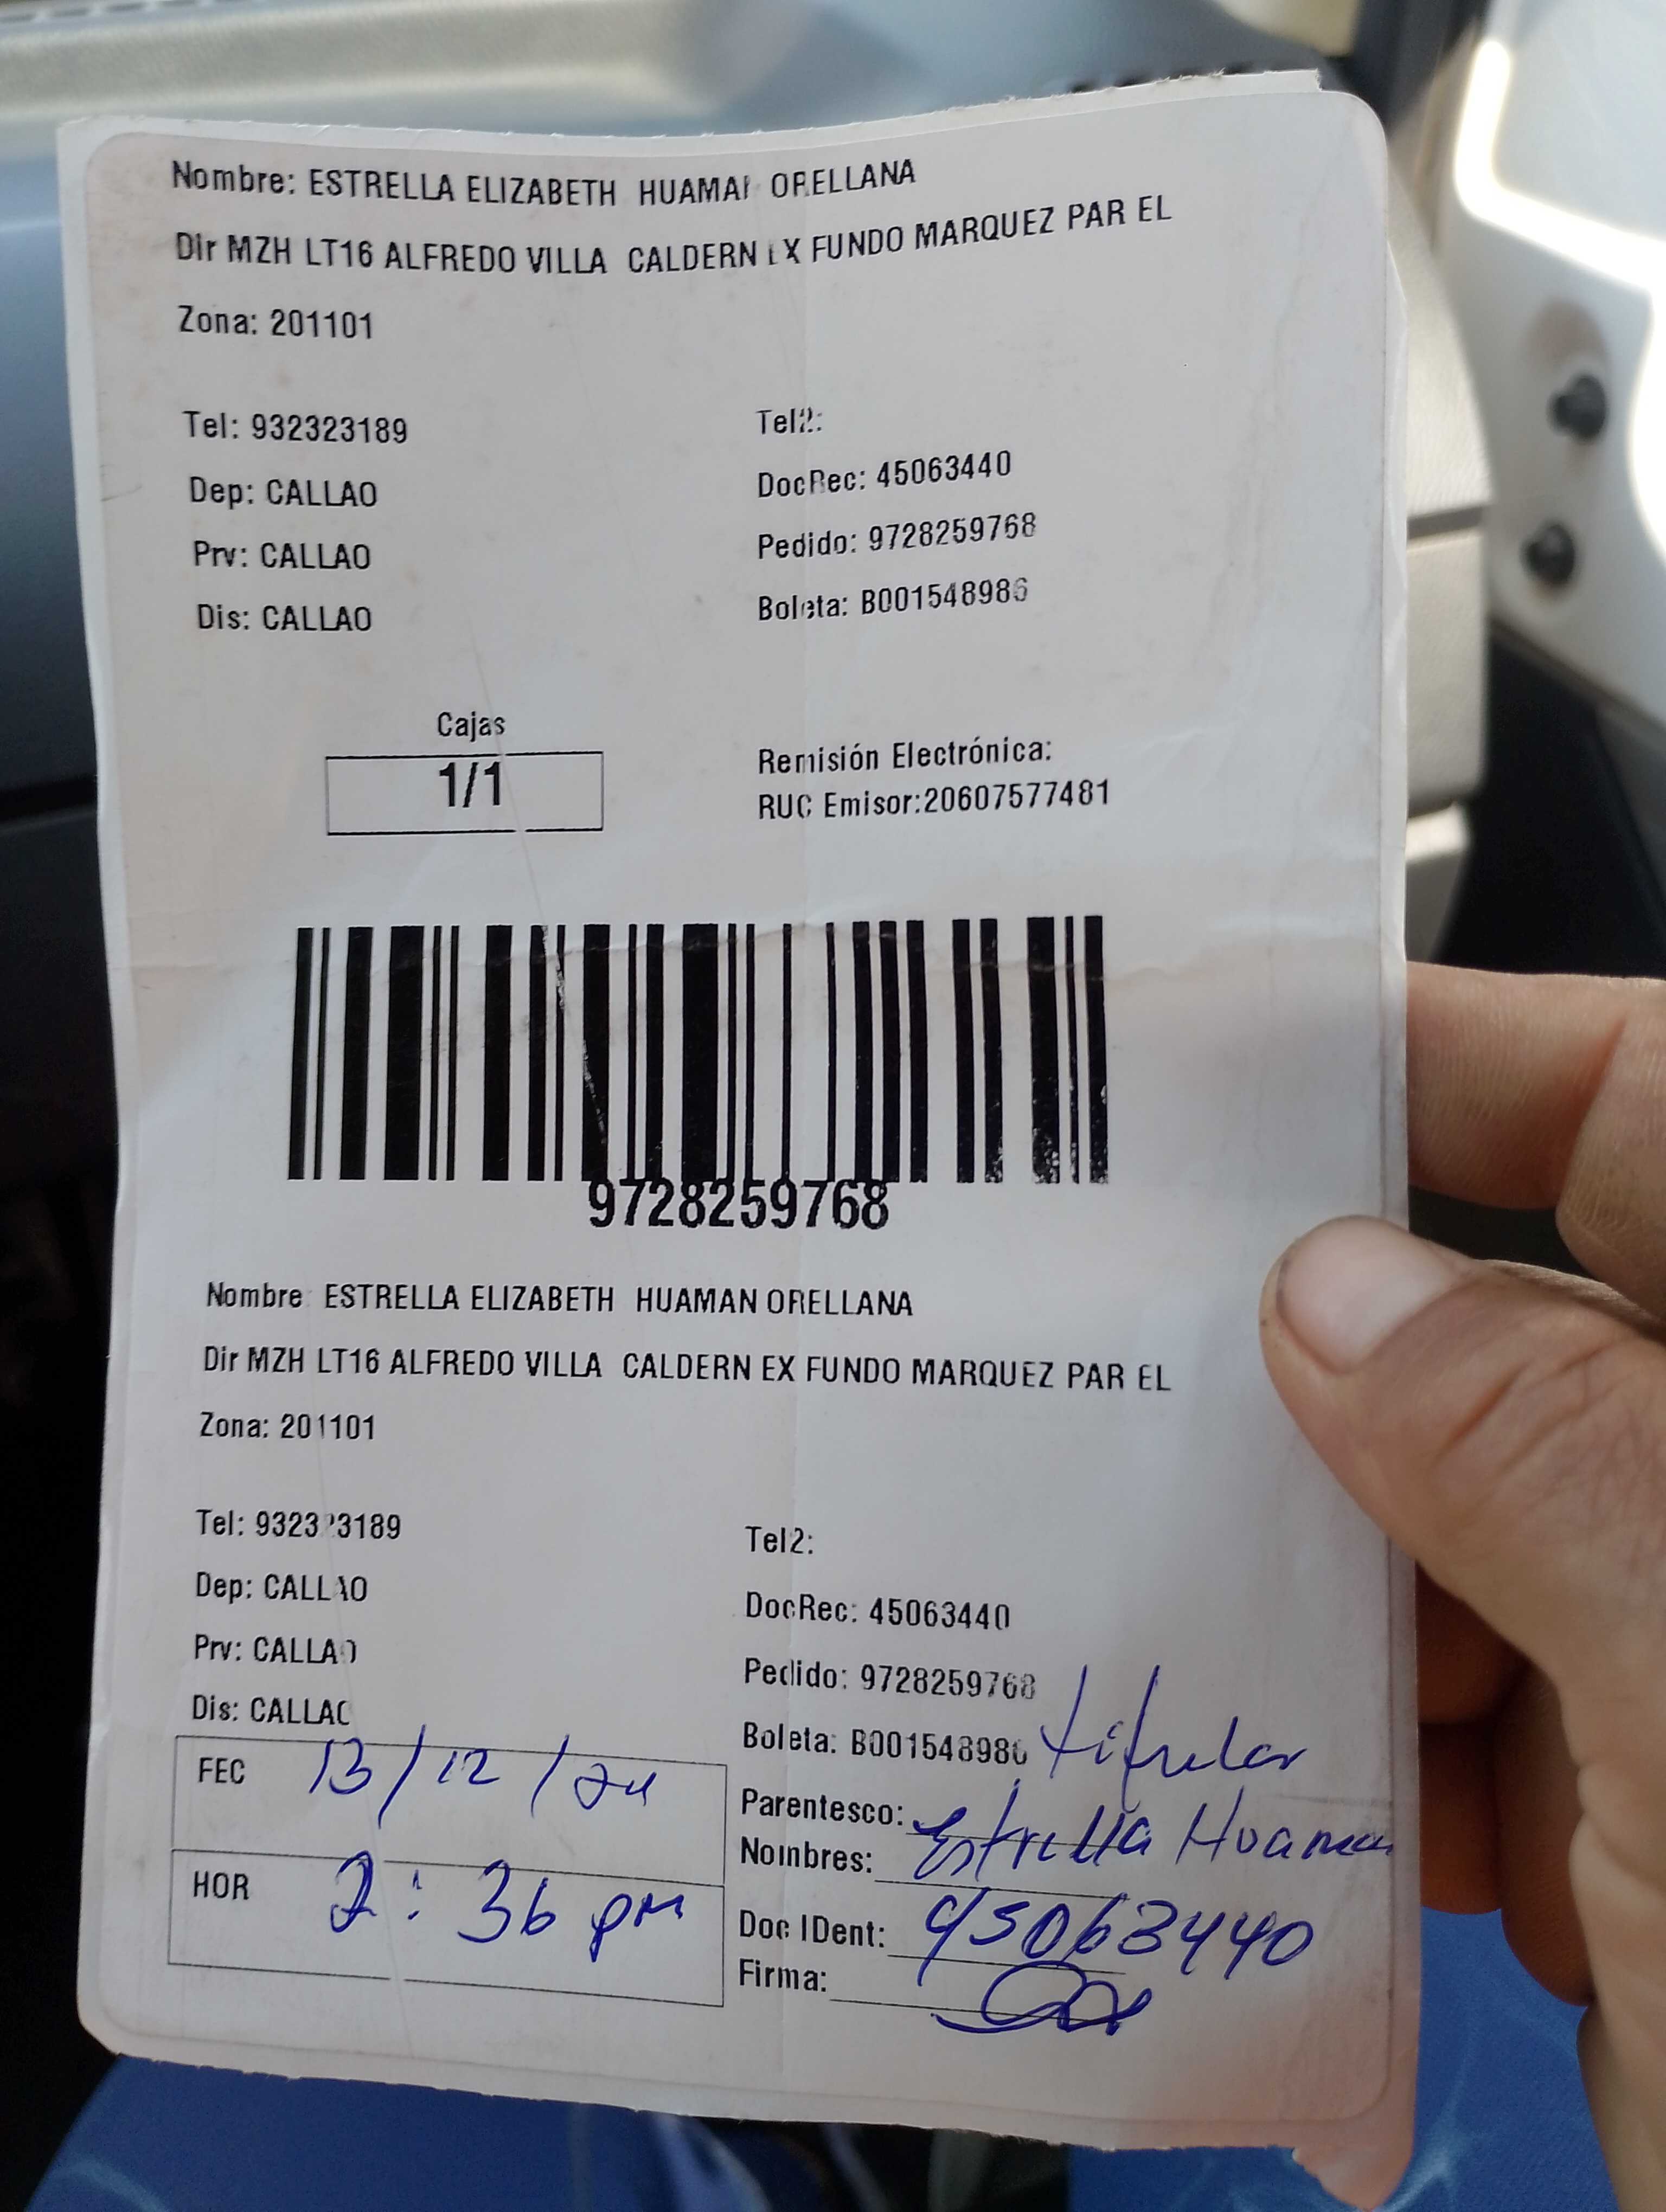 Nombre: ESTRELLA ELIZABETH HUAMAN ORELLANA
Dir MZH LT16 ALFREDO VILLA CALDERN EX FUNDO MARQUEZ PAR EL
Zona: 201101
Tel: 932323189 Tel2:
Dep: CALLAO DocRec: 45063440
Prv: CALLAO Pedido: 9728259768
Dis: CALLAO Boleta: B001548986
Cajas
1/1
Remisión Electrónica:
RUC Emisor:20607577481
9728259768
Nombre: ESTRELLA ELIZABETH HUAMAN ORELLANA
Dir MZH LT16 ALFREDO VILLA CALDERN EX FUNDO MARQUEZ PAR EL
Zona: 201101
Tel: 932323189 Tel2:
Dep: CALLAO DocRec: 45063440
Prv: CALLAO Pedido: 9728259768
Dis: CALLAO Boleta: B001548986
FEC 13/12/24
HOR 2:36 pm
Parentesco: titular
Nombres: Estrella Huaman
Doc IDent: 45063440
Firma: